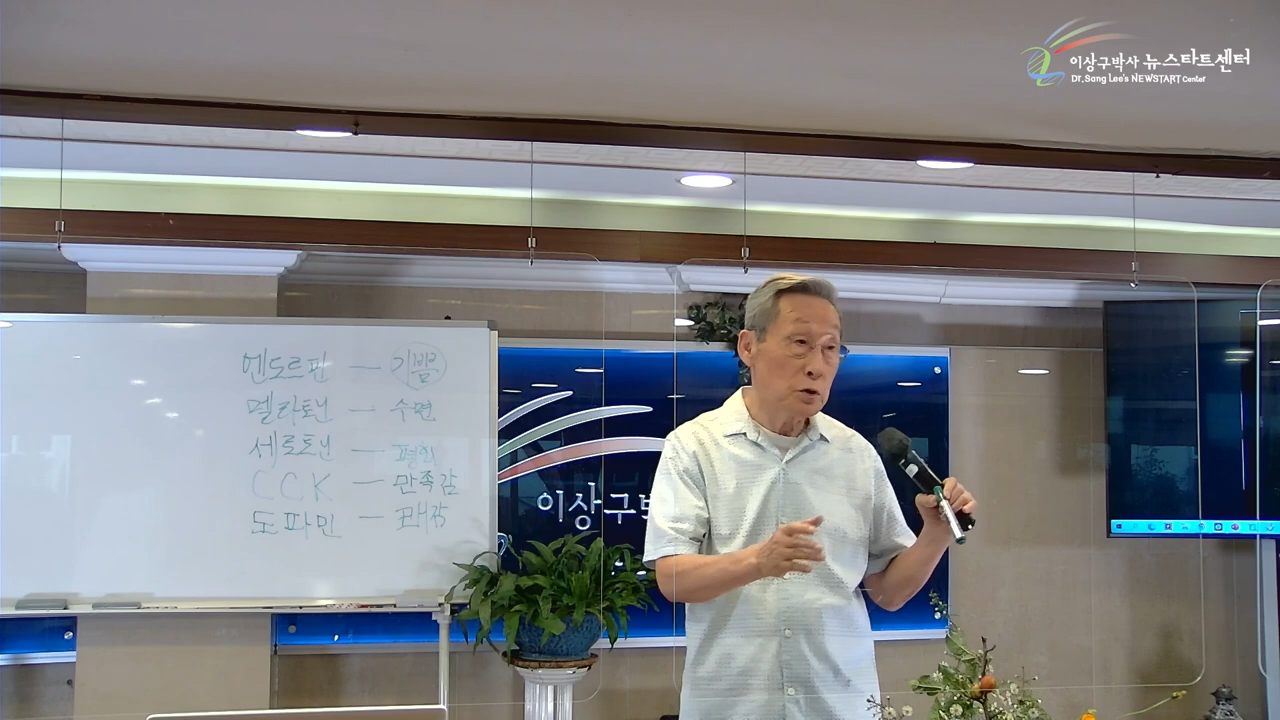 이상구박사 뉴스타트센터
Dr. Sang Lee's NEWSTART Center
엔도르핀 — 기쁨
멜라토닌 — 수면
세로토닌 — 평화
CCK — 만족감
도파민 — 쾌감
이상구박